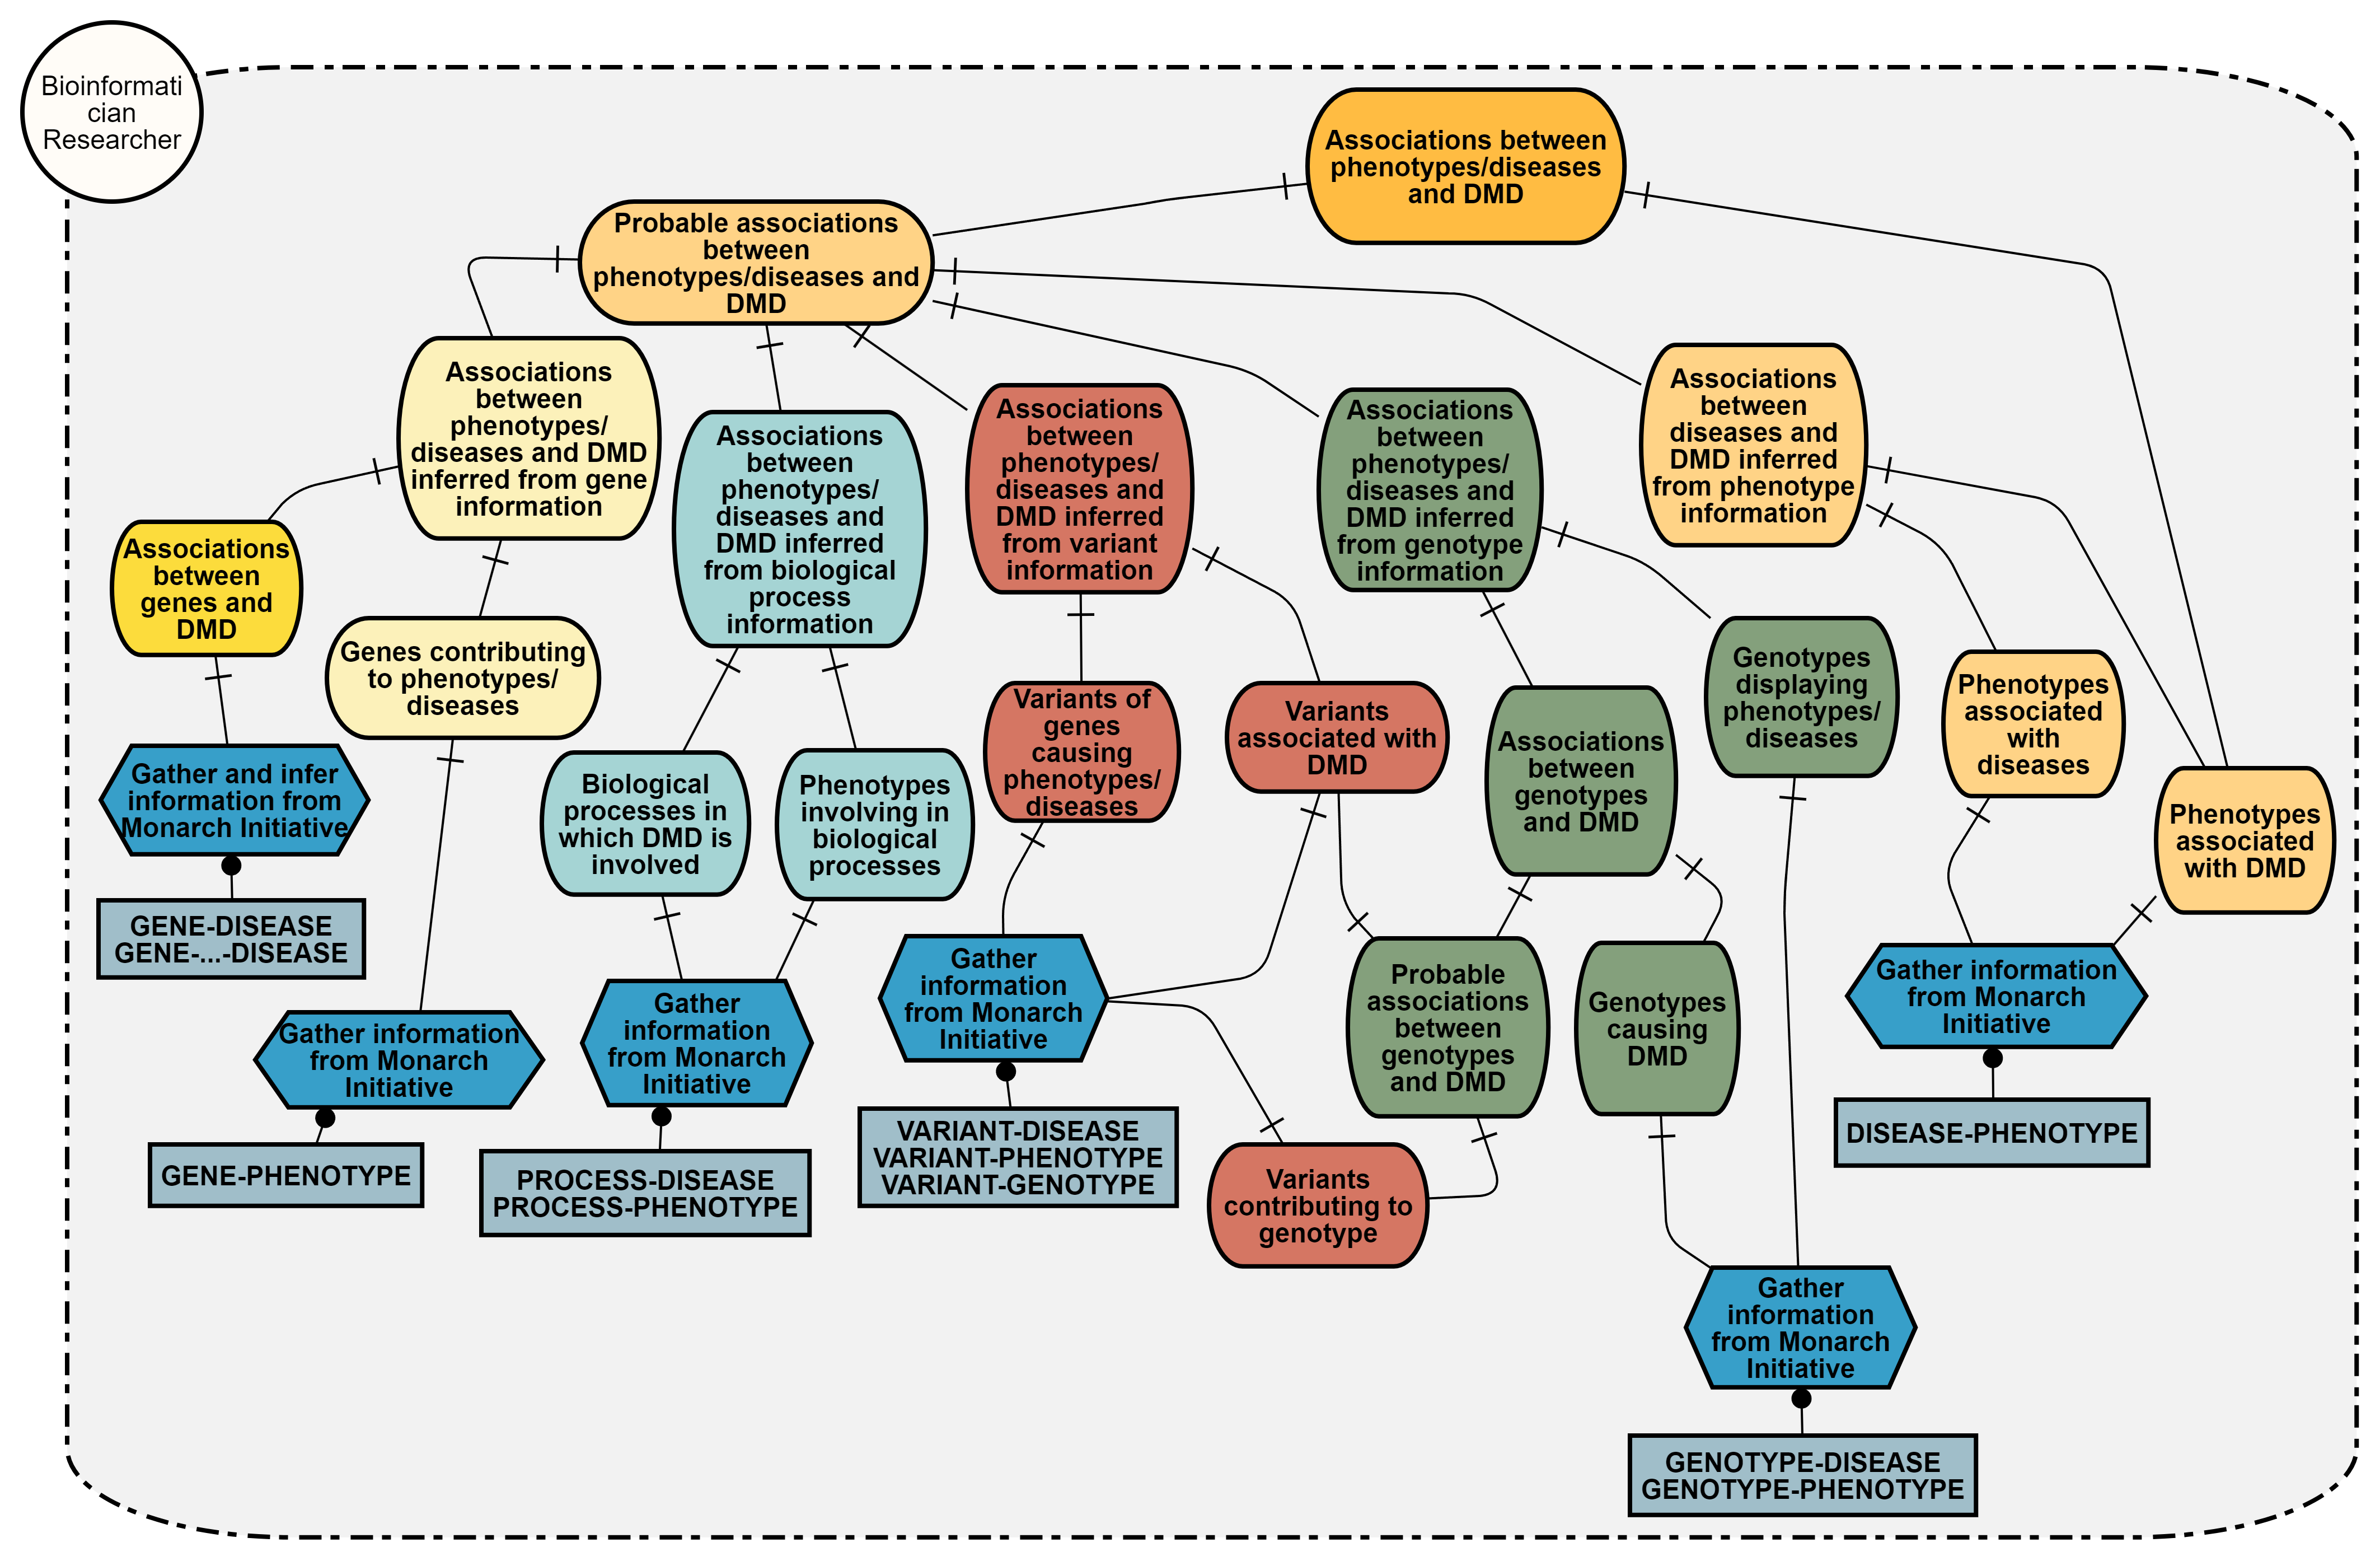 Bioinformati
cian
Researcher
Associations between
phenotypes/diseases
and DMD
Probable associations
between
phenotypes/diseases and
DMD
Associations
between
phenotypes/
diseases and DMD
inferred from gene
information
Associations
between
phenotypes/
diseases and
DMD inferred
from biological
process
information
Associations
between
phenotypes/
diseases and
DMD inferred
from variant
information
Associations
between
phenotypes/
diseases and
DMD inferred
from genotype
information
Associations
between
diseases and
DMD inferred
from phenotype
information
Associations
between
genes and
DMD
Genes contributing
to phenotypes/
diseases
Biological
processes in
which DMD is
involved
Phenotypes
involving in
biological
processes
Variants of
genes
causing
phenotypes/
diseases
Variants
associated with
DMD
Associations
between
genotypes
and DMD
Genotypes
displaying
phenotypes/
diseases
Phenotypes
associated
with
diseases
Phenotypes
associated
with DMD
Gather and infer
information from
Monarch Initiative
GENE-DISEASE
GENE-...-DISEASE
Gather information
from Monarch
Initiative
GENE-PHENOTYPE
Gather
information
from Monarch
Initiative
PROCESS-DISEASE
PROCESS-PHENOTYPE
Gather
information
from Monarch
Initiative
VARIANT-DISEASE
VARIANT-PHENOTYPE
VARIANT-GENOTYPE
Variants
contributing to
genotype
Probable
associations
between
genotypes
and DMD
Genotypes
causing
DMD
Gather information
from Monarch
Initiative
DISEASE-PHENOTYPE
Gather
information
from Monarch
Initiative
GENOTYPE-DISEASE
GENOTYPE-PHENOTYPE